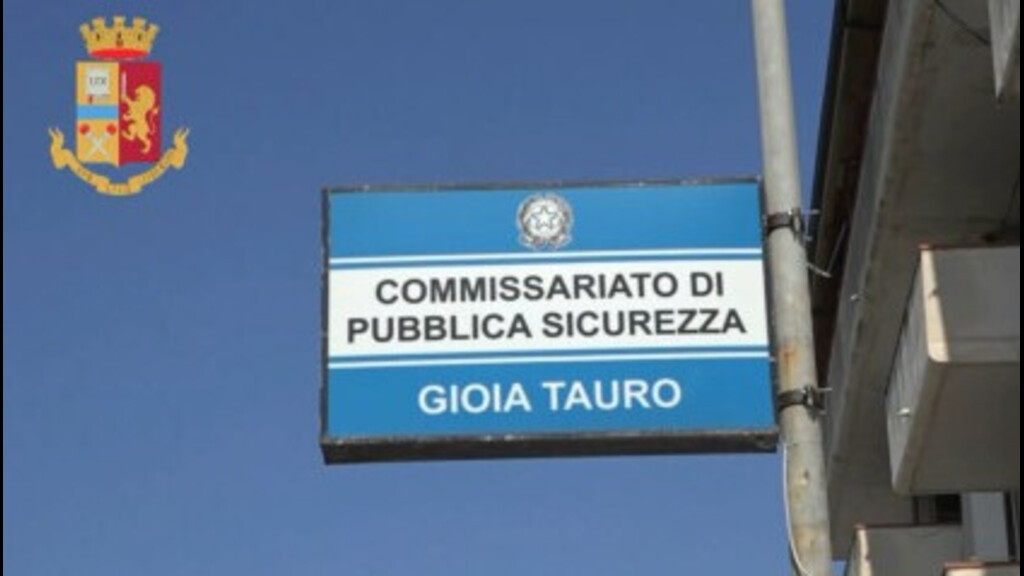 COMMISSARIATO DI
PUBBLICA SICUREZZA
GIOIA TAURO